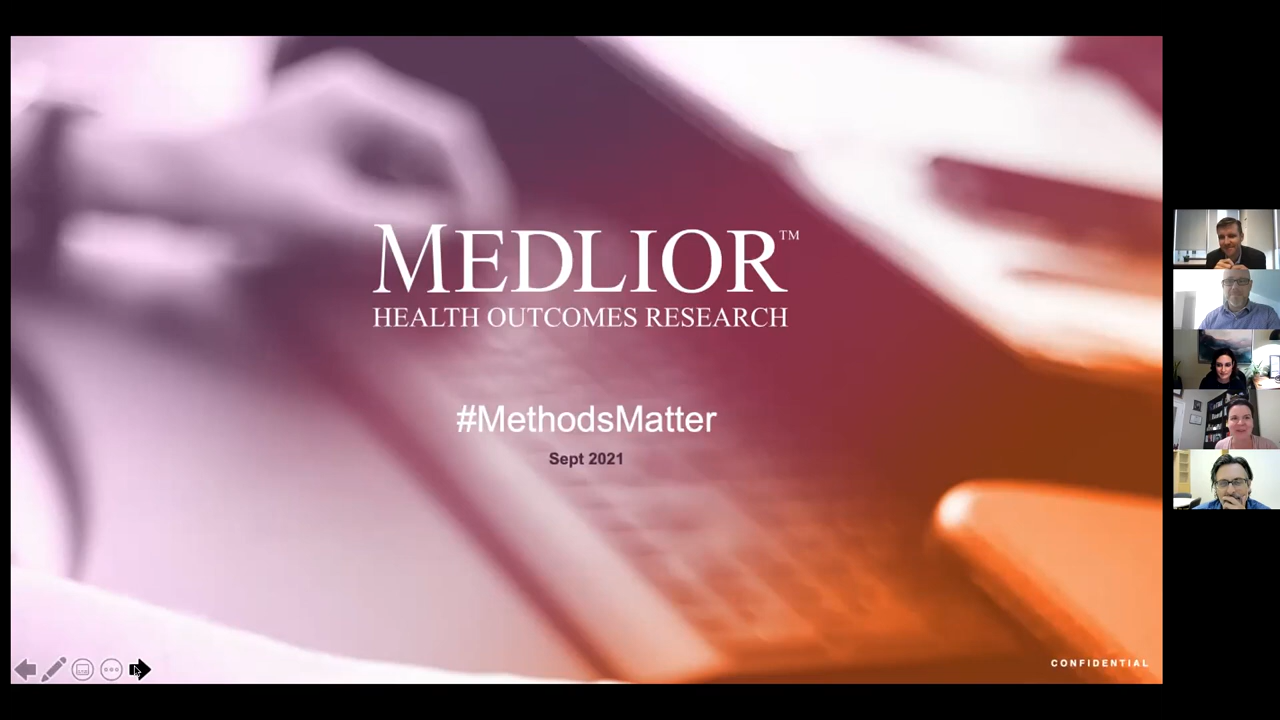 MEDLIOR™
HEALTH OUTCOMES RESEARCH
#MethodsMatter
Sept 2021
CONFIDENTIAL